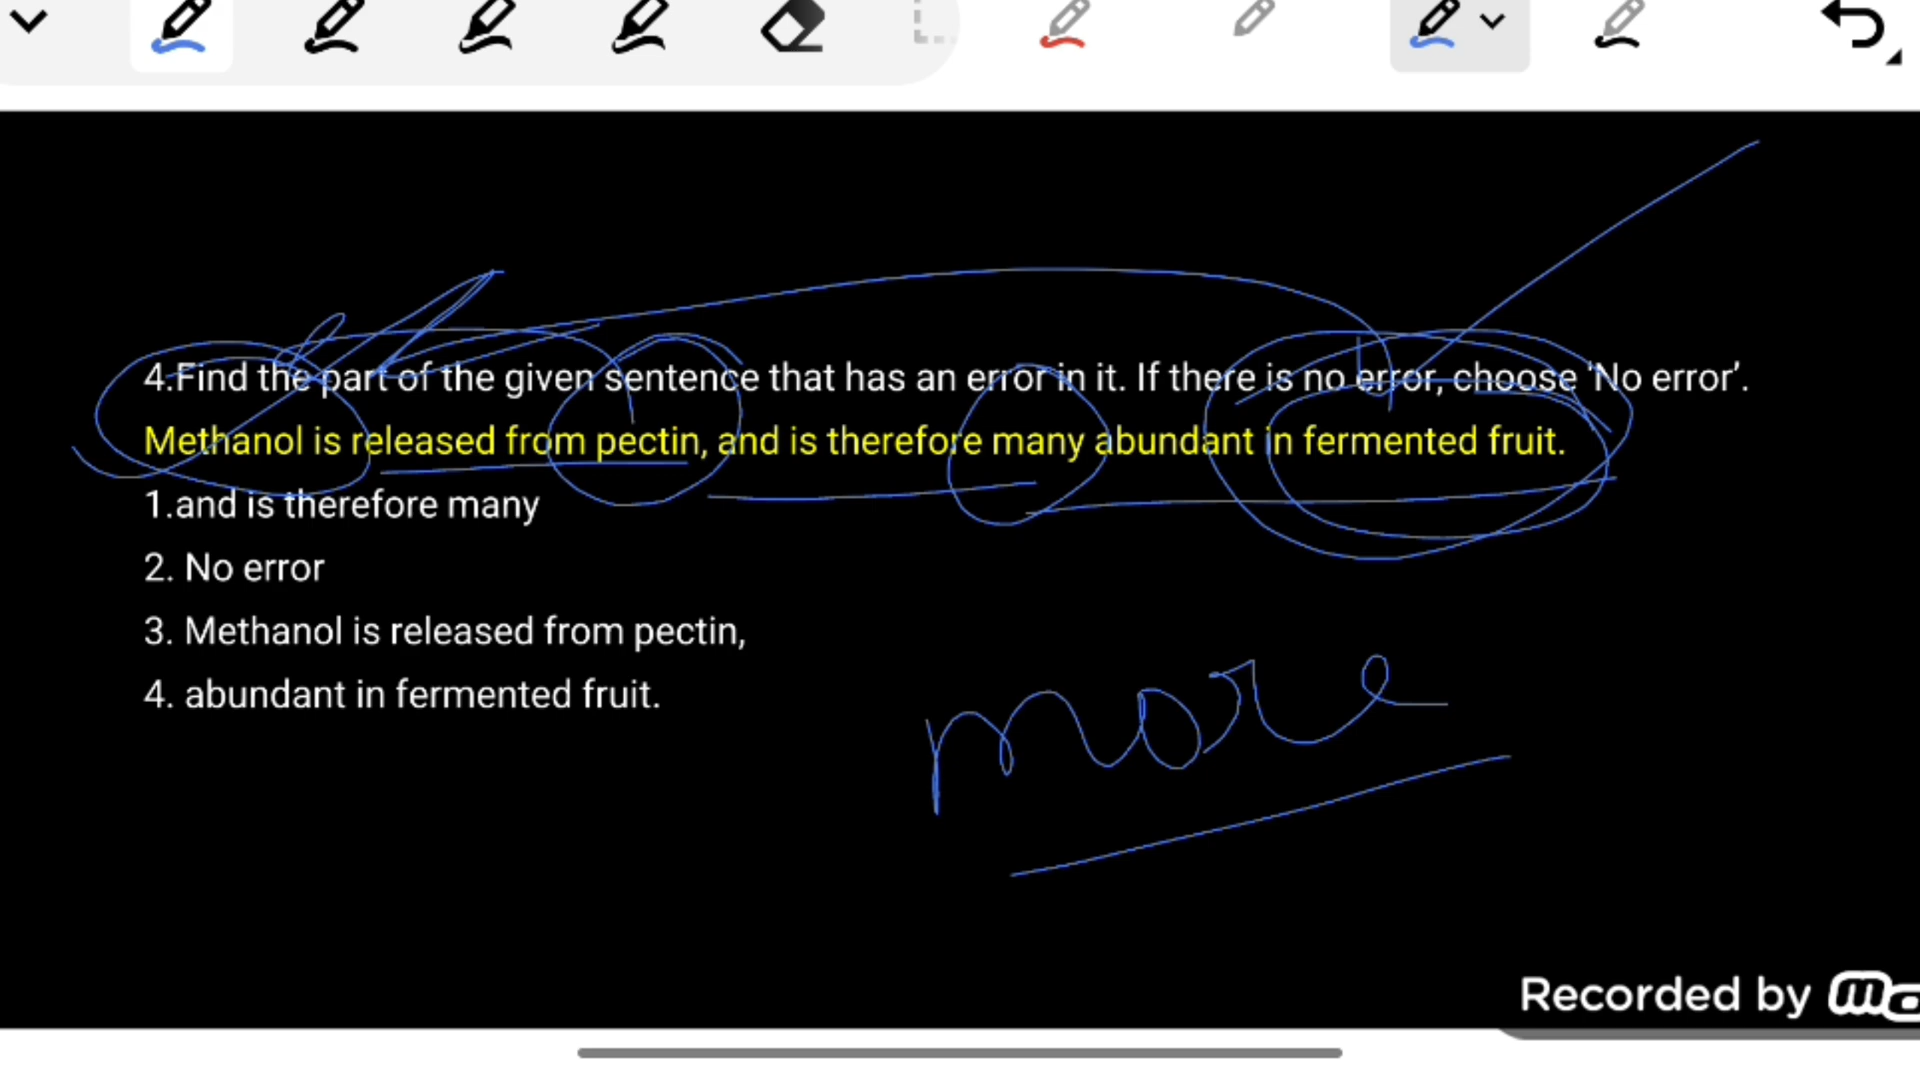 4.Find the part of the given sentence that has an error in it. If there is no error, choose 'No error’.
Methanol is released from pectin, and is therefore many abundant in fermented fruit.
1.and is therefore many
2. No error
3. Methanol is released from pectin,
4. abundant in fermented fruit.
more
Recorded by